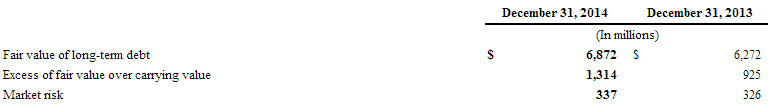 December 31, 2014 December 31, 2013
(In millions)
Fair value of long-term debt $ 6,872 $ 6,272
Excess of fair value over carrying value 1,314 925
Market risk 337 326